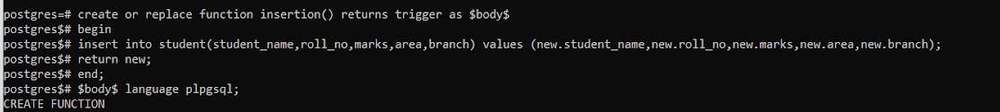 postgres=# create or replace function insertion() returns trigger as $body$
postgres$# begin
postgres$# insert into student(student_name,roll_no,marks,area,branch) values (new.student_name,new.roll_no,new.marks,new.area,new.branch);
postgres$# return new;
postgres$# end;
postgres$# $body$ language plpgsql;
CREATE FUNCTION